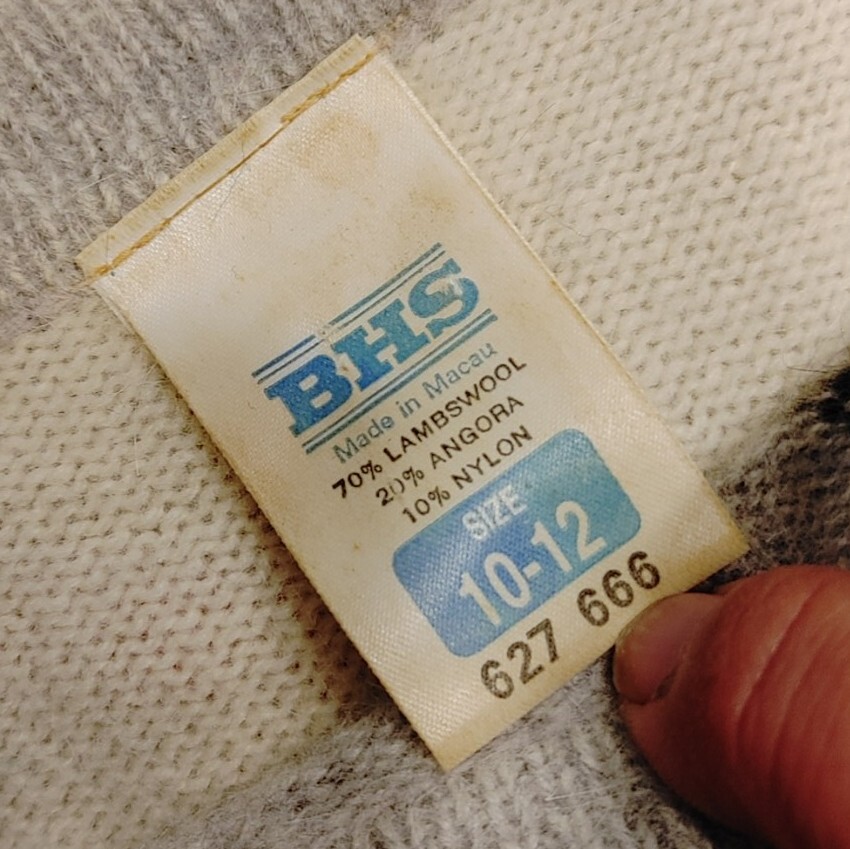 BHS
Made in Macau
70% LAMBSWOOL
20% ANGORA
10% NYLON
SIZE
10-12
627 666